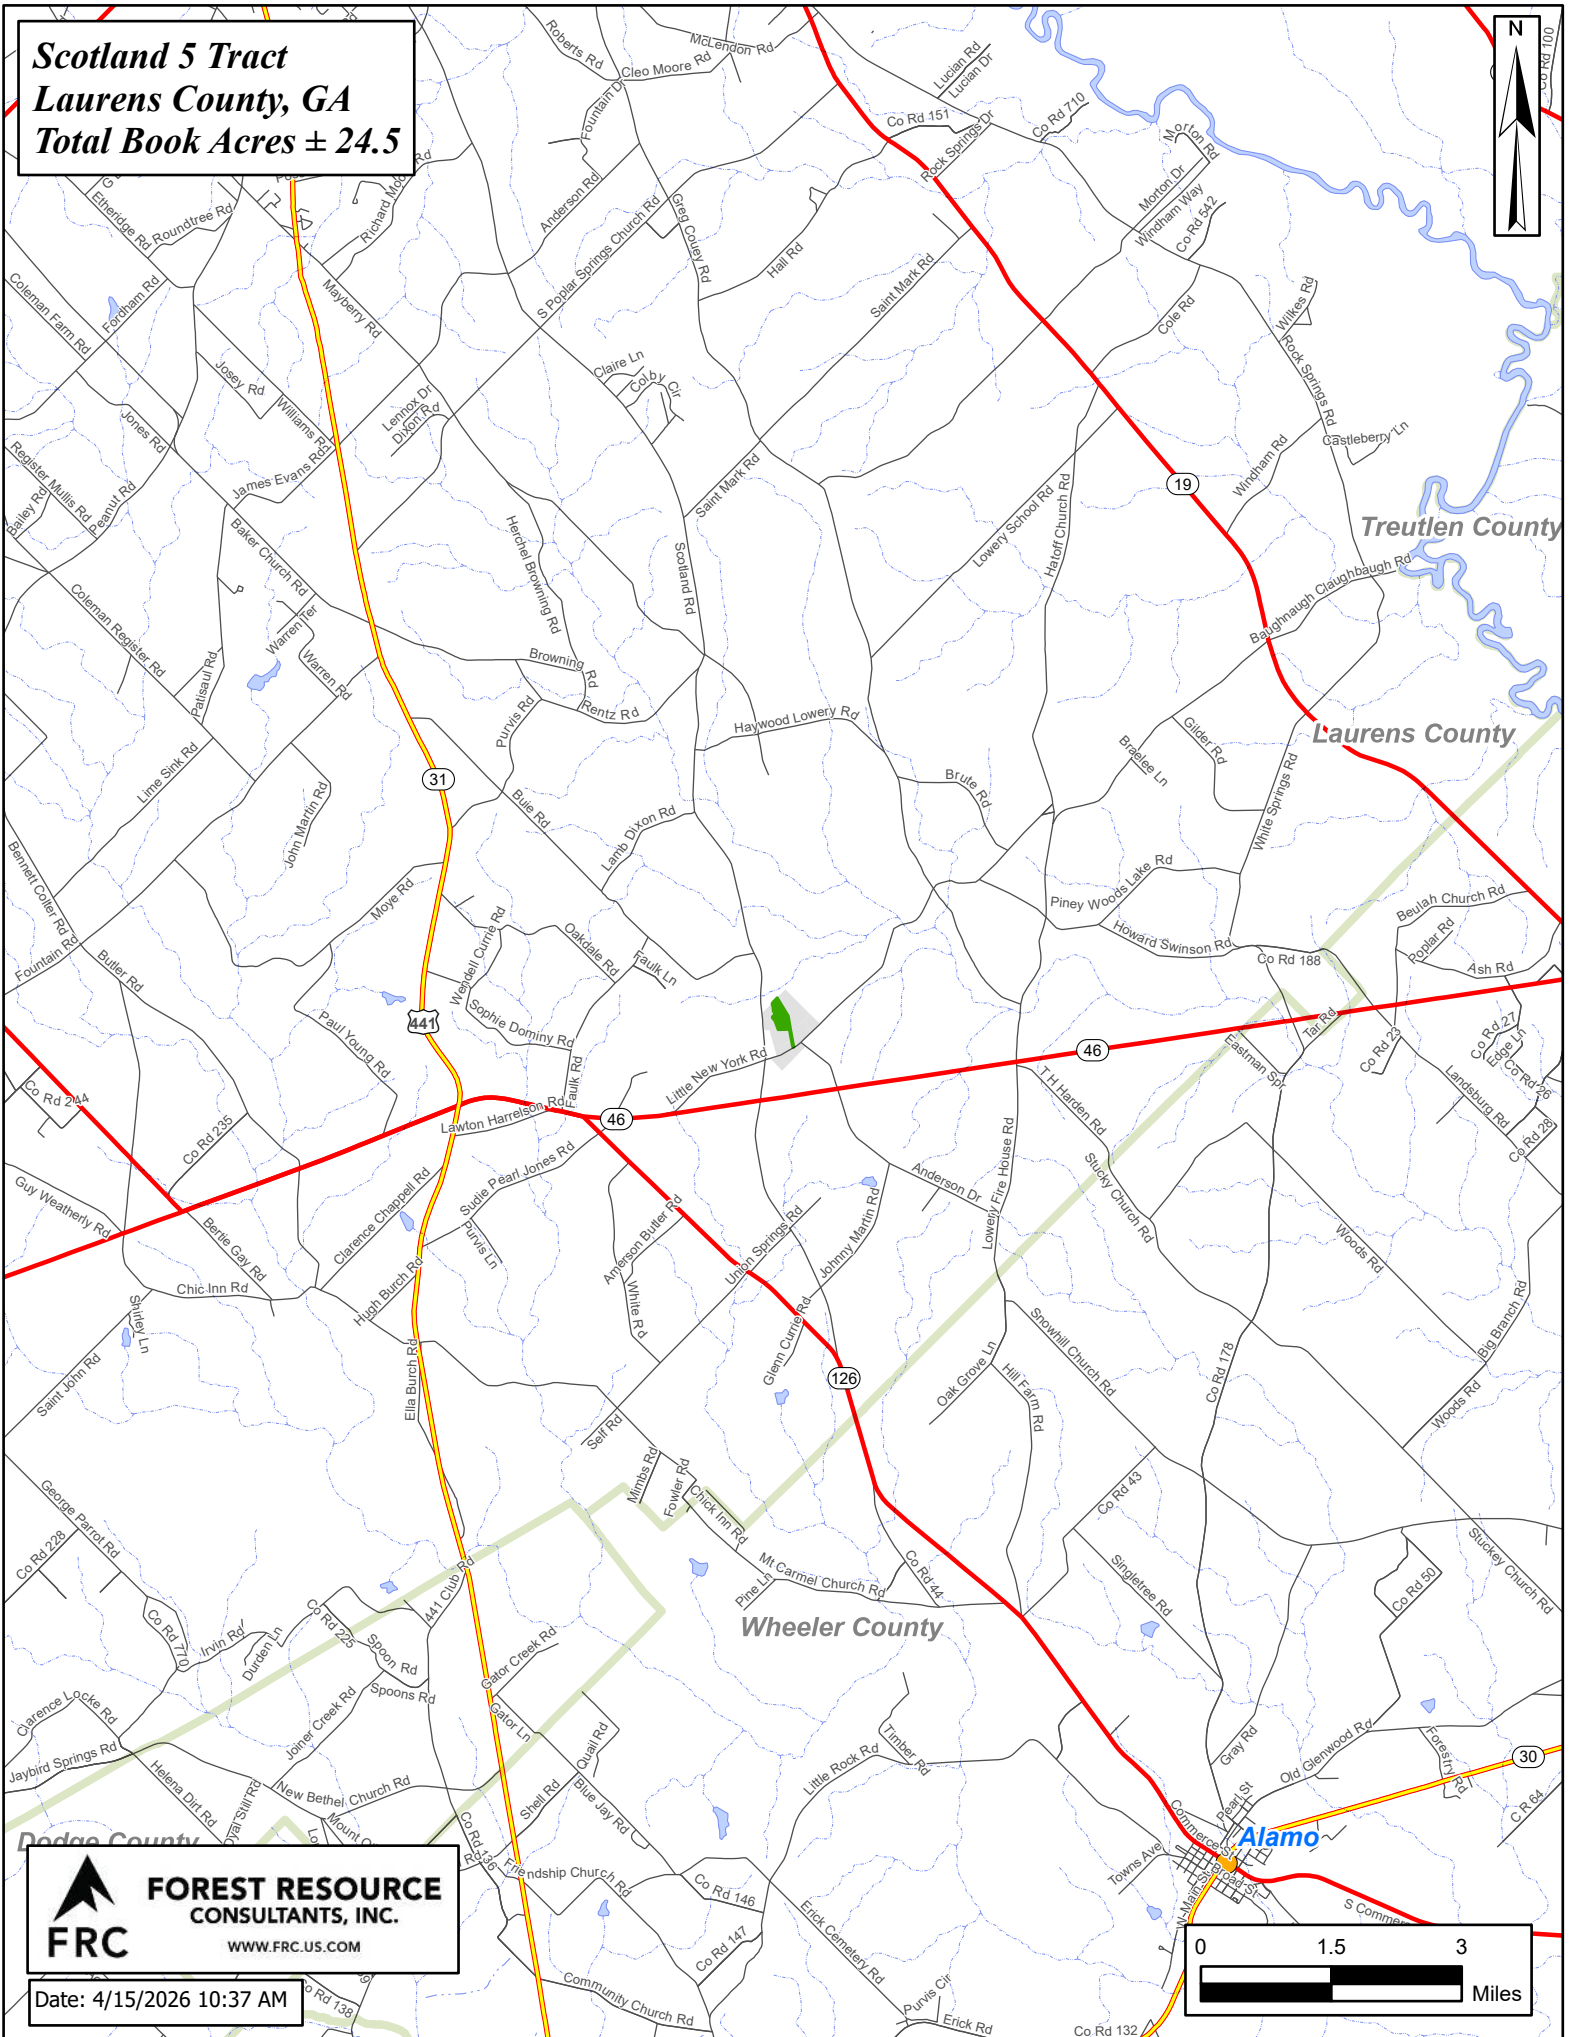 Scotland 5 Tract
Laurens County, GA
Total Book Acres ± 24.5
N
Co Rd 100
Roberts Rd
McLendon Rd
Cleo Moore Rd
Lucian Rd
Lucian Dr
Fountain Dr
Co Rd 151
Co Rd 710
Rock Springs Dr
Morton Rd
Etheridge Rd
Roundtree Rd
Anderson Rd
S Poplar Springs Church Rd
Greg Couey Rd
Hall Rd
Saint Mark Rd
Morton Dr
Windham Way
Co Rd 542
Coleman Farm Rd
Fordham Rd
Mayberry Rd
Cole Rd
Wilkes Rd
Rock Springs Rd
Claire Ln
Colby Cir
Josey Rd
Williams Rd
Lennox Dr
Dixon Rd
Jones Rd
Castleberry Ln
Register Mullis Rd
Bailey Rd
Peanut Rd
James Evans Rd
Saint Mark Rd
Windham Rd
19
Baker Church Rd
Herchel Browning Rd
Scotland Rd
Lowery School Rd
Hatoff Church Rd
Treutlen County
Baughnaugh Claughbaugh Rd
Coleman Register Rd
Warren Ter
Warren Rd
Patisaul Rd
Browning Rd
Rentz Rd
Purvis Rd
Haywood Lowery Rd
Gilder Rd
Braelee Ln
Laurens County
Lime Sink Rd
31
Buie Rd
Brute Rd
White Springs Rd
John Martin Rd
Lamb Dixon Rd
Bennett Colter Rd
Moye Rd
Piney Woods Lake Rd
Beulah Church Rd
Fountain Rd
Butler Rd
Wendell Currie Rd
Oakdale Rd
Faulk Ln
Howard Swinson Rd
Co Rd 188
Poplar Rd
Ash Rd
Sophie Dominy Rd
441
Paul Young Rd
Faulk Rd
Little New York Rd
46
Tar Rd
Eastman Spr
Co Rd 23
Co Rd 27
Edge Ln
Co Rd 26
Landsburg Rd
Co Rd 28
Co Rd 244
Co Rd 235
Lawton Harrelson Rd
46
T H Harden Rd
Lowery Fire House Rd
Stucky Church Rd
Guy Weatherly Rd
Bertie Gay Rd
Clarence Chappell Rd
Sudie Pearl Jones Rd
Purvis Ln
Amerson Butler Rd
Union Springs Rd
Johnny Martin Rd
Anderson Dr
Woods Rd
Chic Inn Rd
Hugh Burch Rd
White Rd
Shirley Ln
Glenn Currie Rd
Snowhill Church Rd
Big Branch Rd
Saint John Rd
Ella Burch Rd
126
Oak Grove Ln
Hill Farm Rd
Co Rd 178
Woods Rd
Self Rd
Mimbs Rd
Fowler Rd
Chick Inn Rd
Co Rd 43
George Parrot Rd
Co Rd 228
441 Club Rd
Mt Carmel Church Rd
Pine Ln
Co Rd 44
Singletree Rd
Co Rd 50
Stuckey Church Rd
Wheeler County
Co Rd 770
Irvin Rd
Durden Ln
Co Rd 225
Spoon Rd
Spoons Rd
Gator Creek Rd
Gator Ln
Clarence Locke Rd
Joiner Creek Rd
Jaybird Springs Rd
Helena Dirt Rd
Dyal Still Rd
New Bethel Church Rd
Shell Rd
Quail Rd
Blue Jay Rd
Little Rock Rd
Timber Rd
Gray Rd
Old Glenwood Rd
Forestry Rd
30
C R 64
Dodge County
Co Rd 136
Friendship Church Rd
Co Rd 146
Co Rd 147
Erick Cemetery Rd
Commerce St
Pearl St
Alamo
Broad St
W Main St
Towns Ave
Community Church Rd
Purvis Cir
Erick Rd
Co Rd 132
FRC
FOREST RESOURCE
CONSULTANTS, INC.
WWW.FRC.US.COM
Date: 4/15/2026 10:37 AM
0 1.5 3
Miles